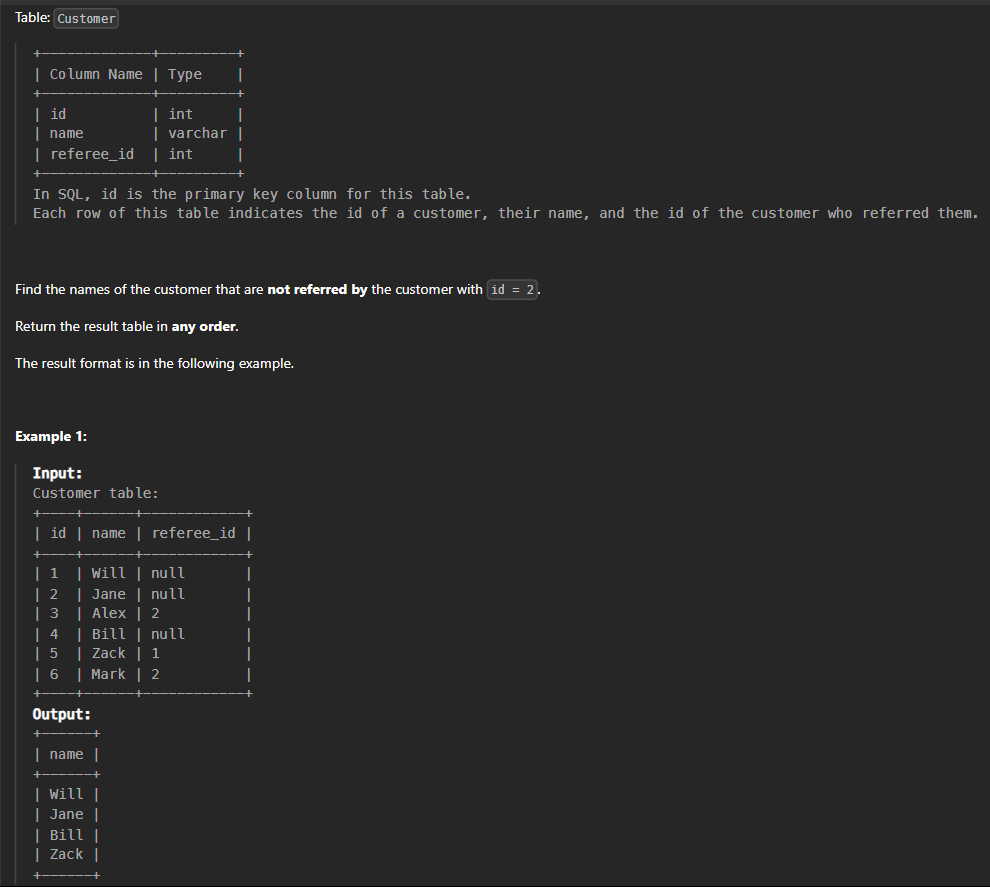 Table: Customer
+-------------+---------+
| Column Name | Type    |
+-------------+---------+
| id          | int     |
| name        | varchar |
| referee_id  | int     |
+-------------+---------+
In SQL, id is the primary key column for this table.
Each row of this table indicates the id of a customer, their name, and the id of the customer who referred them.
Find the names of the customer that are not referred by the customer with id = 2.
Return the result table in any order.
The result format is in the following example.
Example 1:
Input:
Customer table:
+----+------+------------+
| id | name | referee_id |
+----+------+------------+
| 1  | Will | null       |
| 2  | Jane | null       |
| 3  | Alex | 2          |
| 4  | Bill | null       |
| 5  | Zack | 1          |
| 6  | Mark | 2          |
+----+------+------------+
Output:
+------+
| name |
+------+
| Will |
| Jane |
| Bill |
| Zack |
+------+